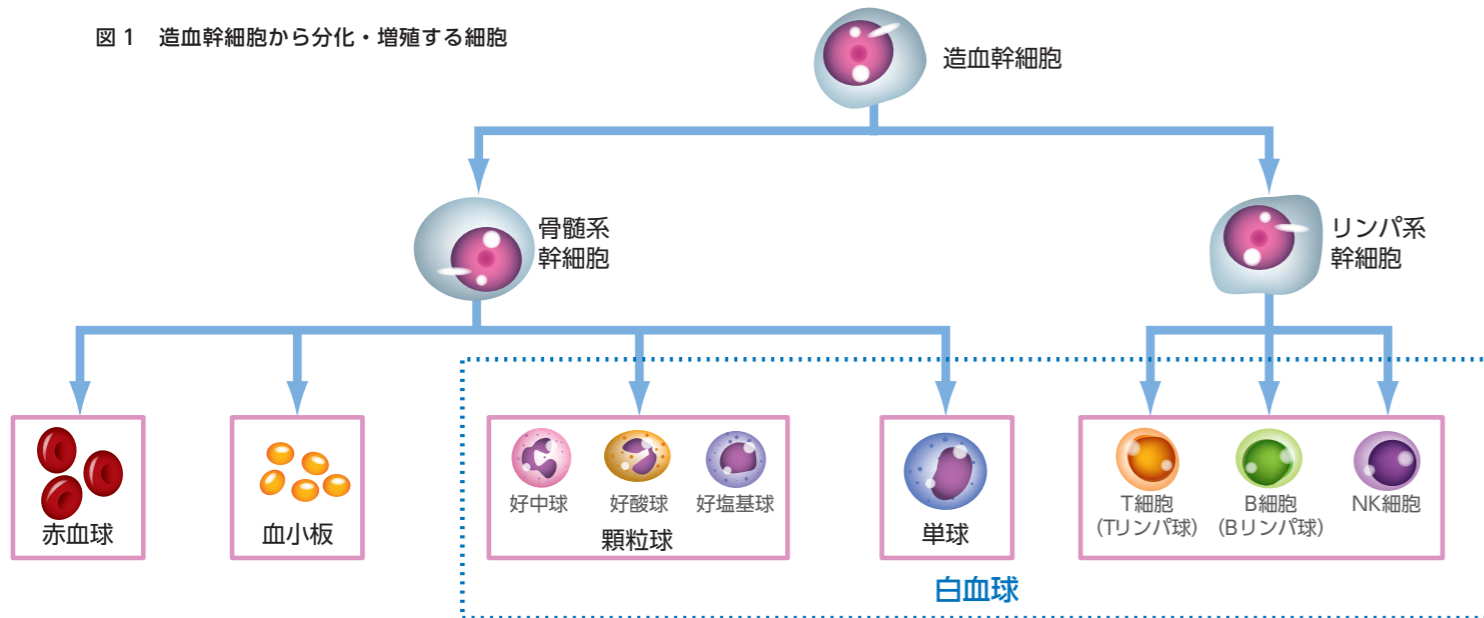 図 1 造血幹細胞から分化・増殖する細胞
造血幹細胞
骨髄系
幹細胞
リンパ系
幹細胞
赤血球
血小板
好中球
好酸球
好塩基球
顆粒球
単球
T細胞
(Tリンパ球)
B細胞
(Bリンパ球)
NK細胞
白血球